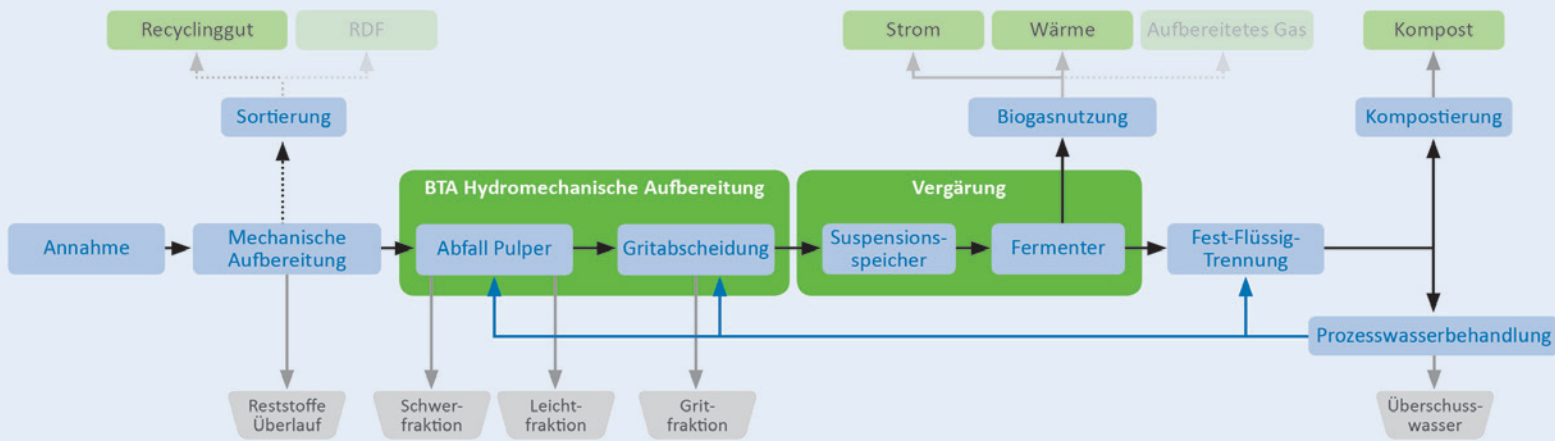 Recyclinggut
RDF
Strom
Wärme
Aufbereitetes Gas
Kompost
Sortierung
Biogasnutzung
Kompostierung
BTA Hydromechanische Aufbereitung
Vergärung
Annahme
Mechanische
Aufbereitung
Abfall Pulper
Gritabscheidung
Suspensions-
speicher
Fermenter
Fest-Flüssig-
Trennung
Prozesswasserbehandlung
Reststoffe
Überlauf
Schwer-
fraktion
Leicht-
fraktion
Grit-
fraktion
Überschuss-
wasser